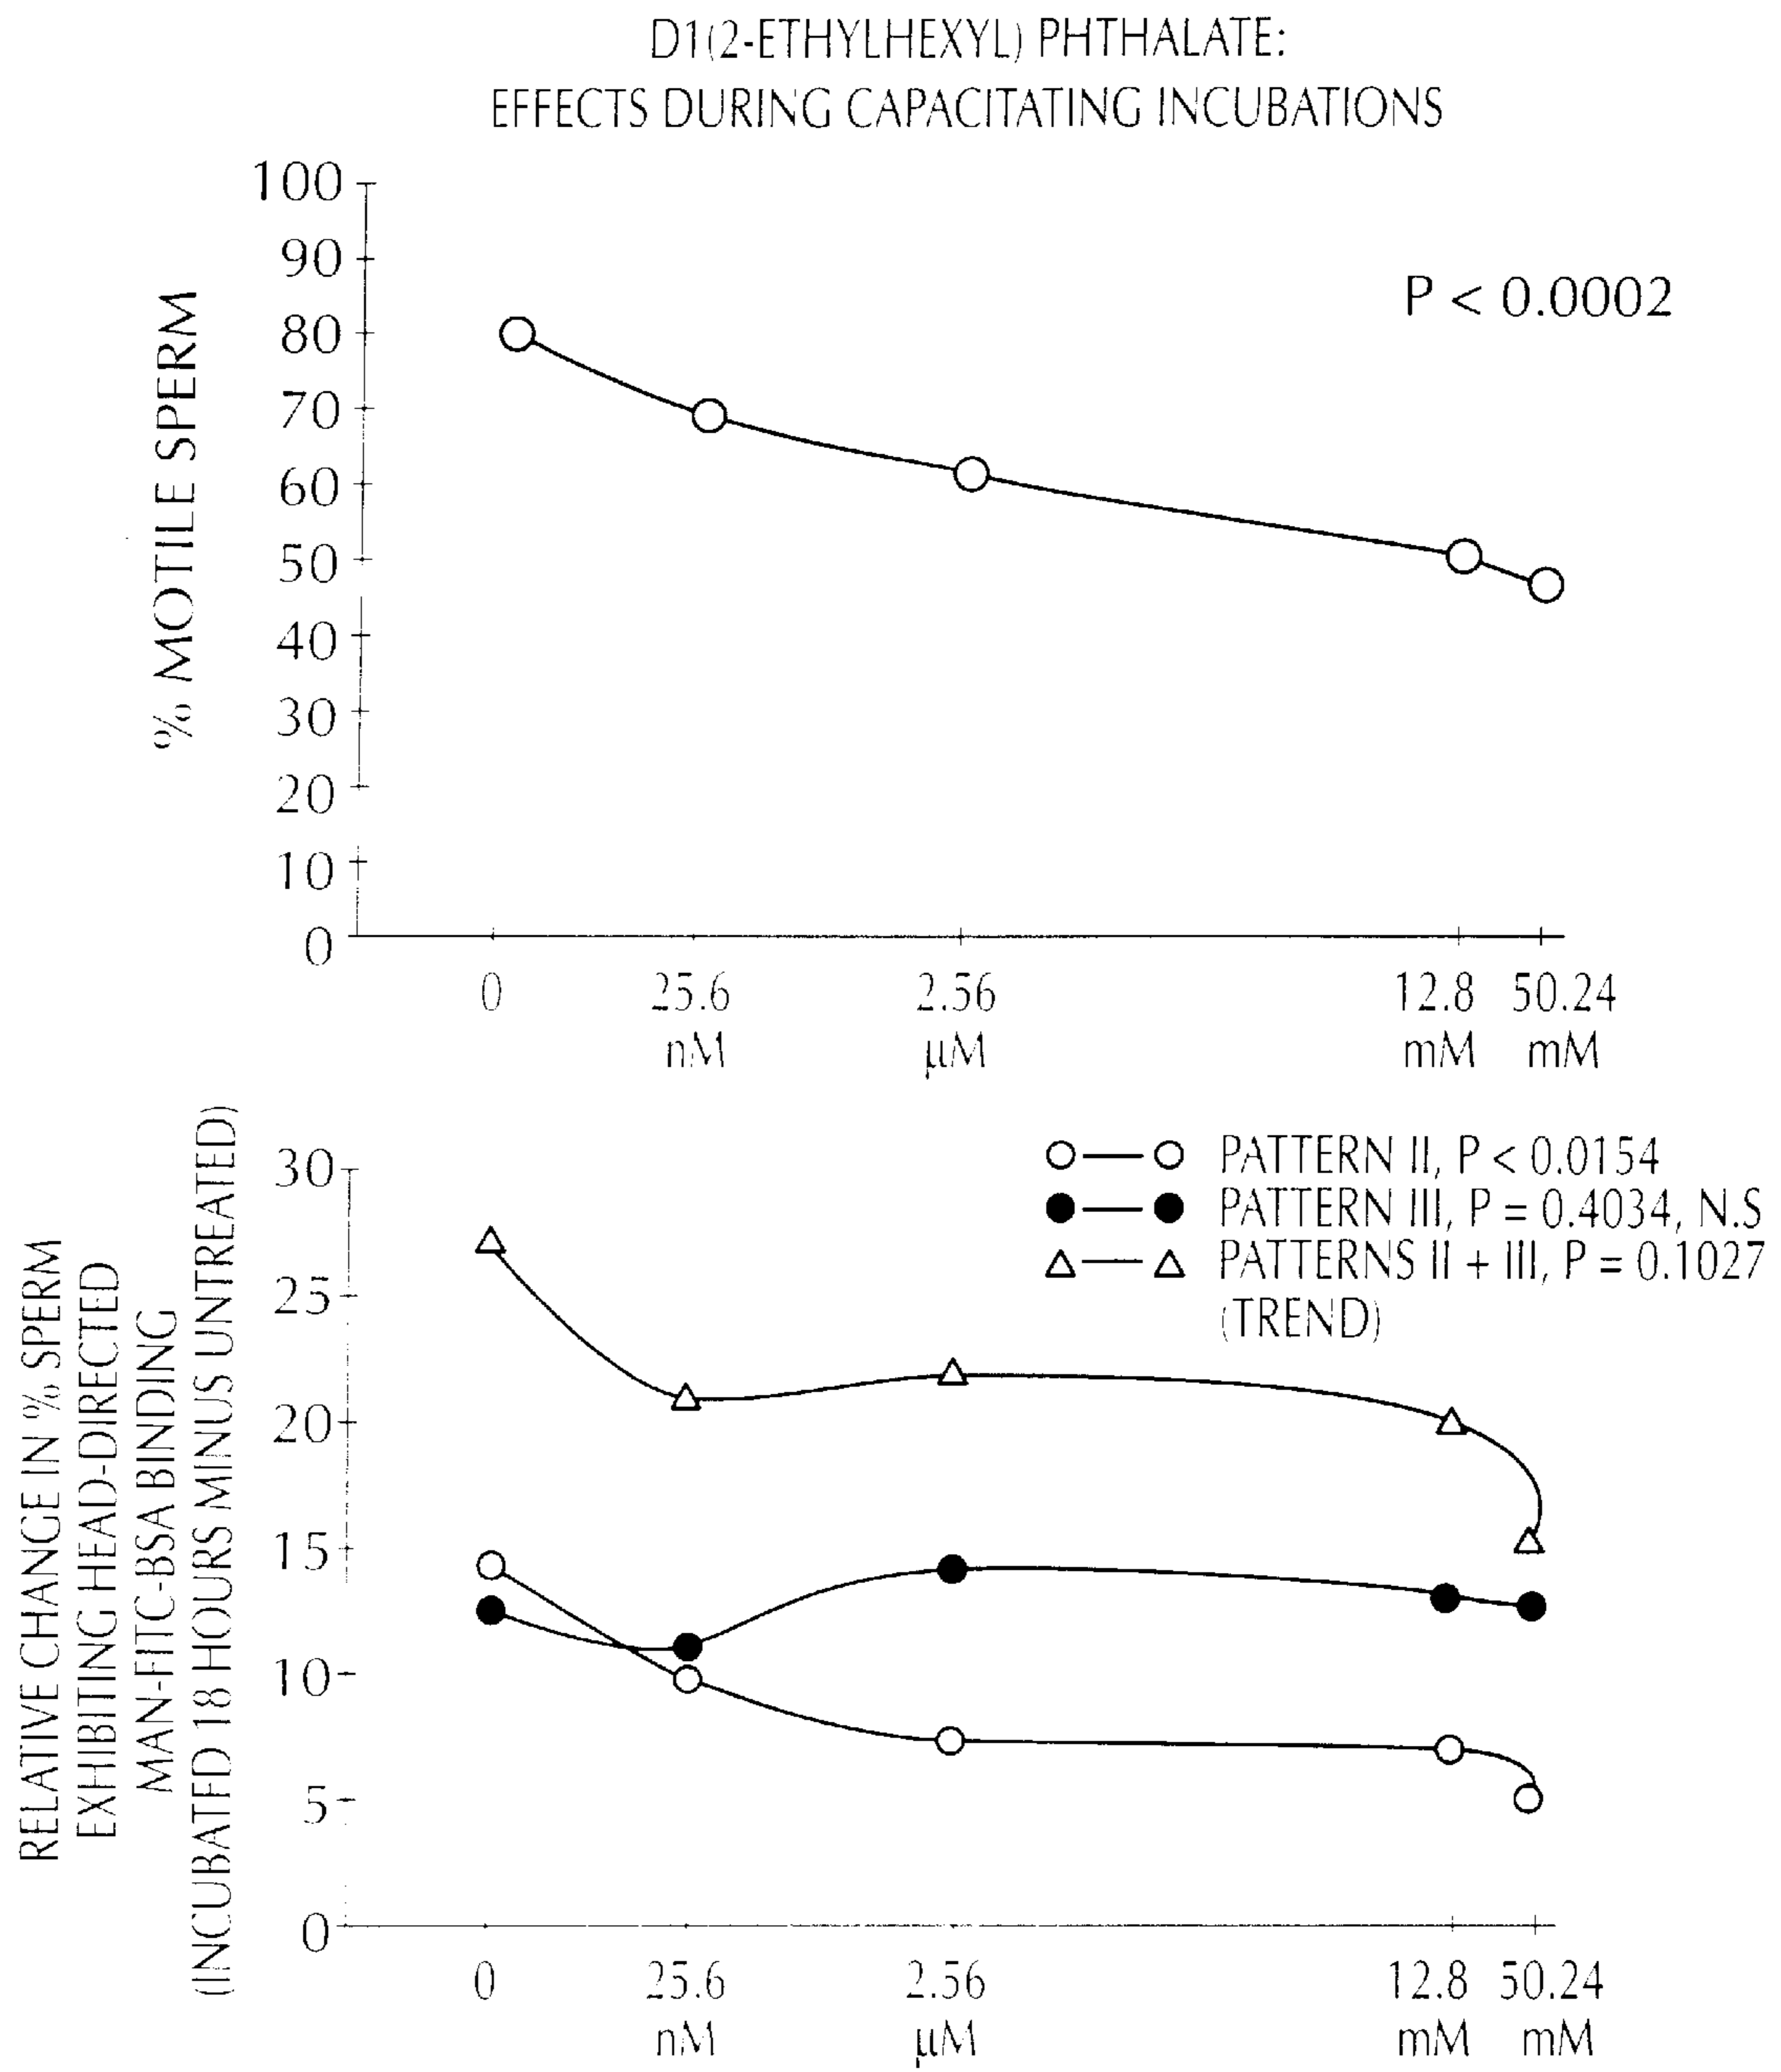 D1(2-ETHYLHEXYL) PHTHALATE:
EFFECTS DURING CAPACITATING INCUBATIONS
% MOTILE SPERM
100
90
80
70
60
50
40
30
20
10
0
P < 0.0002
0 25.6 2.56 12.8 50.24
nM µM mM mM
RELATIVE CHANGE IN % SPERM
EXHIBITING HEAD-DIRECTED
MAN-FITC-BSA BINDING
(INCUBATED 18 HOURS MINUS UNTREATED)
30
25
20
15
10
5
0
PATTERN II, P < 0.0154
PATTERN III, P = 0.4034, N.S
PATTERNS II + III, P = 0.1027
(TREND)
0 25.6 2.56 12.8 50.24
nM µM mM mM